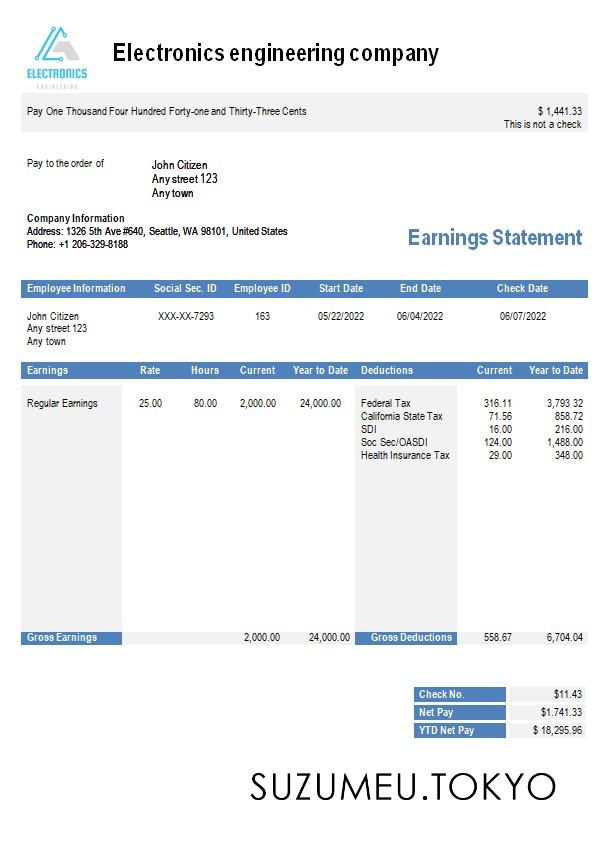 ELECTRONICS
ENGINEERING
Electronics engineering company
Pay One Thousand Four Hundred Forty-one and Thirty-Three Cents $ 1,441.33
This is not a check
Pay to the order of John Citizen
Any street 123
Any town
Company Information
Address: 1326 5th Ave #640, Seattle, WA 98101, United States
Phone: +1 206-329-8188
Earnings Statement
Employee Information Social Sec. ID Employee ID Start Date End Date Check Date
John Citizen XXX-XX-7293 163 05/22/2022 06/04/2022 06/07/2022
Any street 123
Any town
Earnings Rate Hours Current Year to Date Deductions Current Year to Date
Regular Earnings 25.00 80.00 2,000.00 24,000.00 Federal Tax 316.11 3,793 32
California State Tax 71.56 858.72
SDI 16.00 216.00
Soc Sec/OASDI 124.00 1,488.00
Health Insurance Tax 29.00 348.00
Gross Earnings 2,000.00 24,000.00 Gross Deductions 558.67 6,704.04
Check No. $11.43
Net Pay $1.741.33
YTD Net Pay $ 18,295.96
SUZUMEU.TOKYO